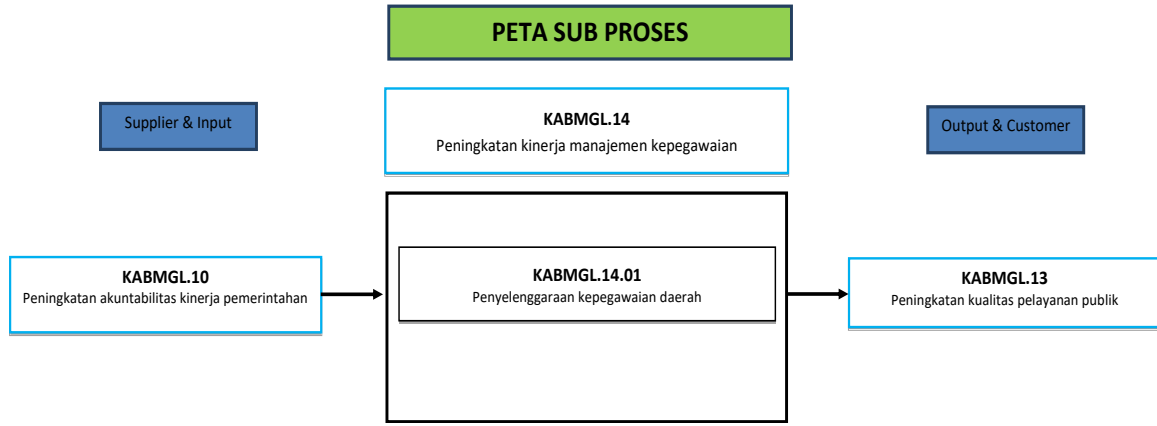 PETA SUB PROSES
Supplier & Input
KABMGL.14
Peningkatan kinerja manajemen kepegawaian
Output & Customer
KABMGL.10
Peningkatan akuntabilitas kinerja pemerintahan
KABMGL.14.01
Penyelenggaraan kepegawaian daerah
KABMGL.13
Peningkatan kualitas pelayanan publik